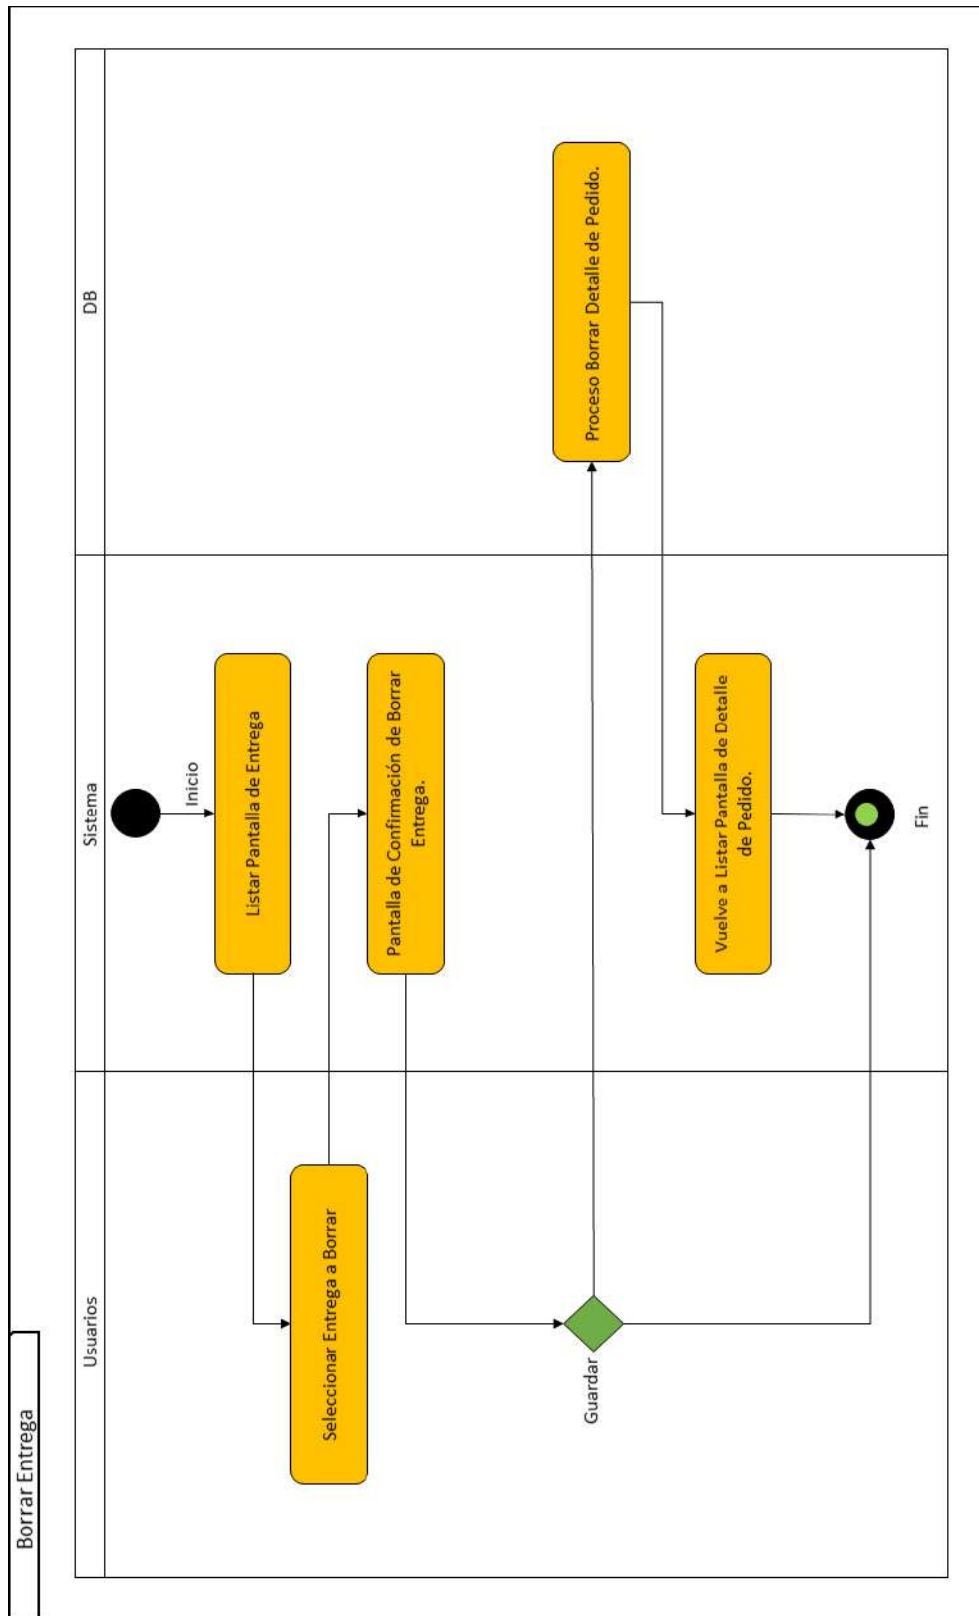 Borrar Entrega
Usuarios
Sistema
DB
Inicio
Listar Pantalla de Entrega
Seleccionar Entrega a Borrar
Pantalla de Confirmación de Borrar
Entrega.
Guardar
Proceso Borrar Detalle de Pedido.
Vuelve a Listar Pantalla de Detalle
de Pedido.
Fin